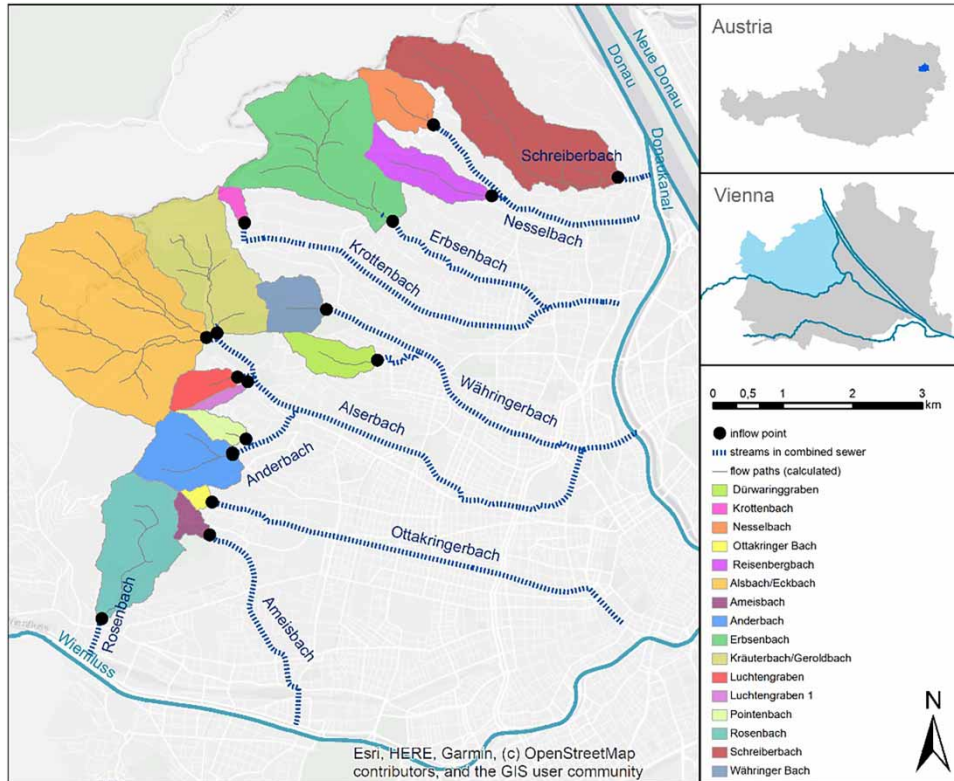 Donau
Neue Donau
Donaukanal
Schreiberbach
Nesselbach
Erbsenbach
Krottenbach
Währingerbach
Alserbach
Anderbach
Ottakringerbach
Ameisbach
Rosenbach
Wienfluss
Wienfluss
Esri, HERE, Garmin, (c) OpenStreetMap
contributors, and the GIS user community
Austria
Vienna
0 0,5 1 2 3
km
inflow point
streams in combined sewer
flow paths (calculated)
Dürwaringgraben
Krottenbach
Nesselbach
Ottakringer Bach
Reisenbergbach
Alsbach/Eckbach
Ameisbach
Anderbach
Erbsenbach
Kräuterbach/Geroldbach
Luchtengraben
Luchtengraben 1
Pointenbach
Rosenbach
Schreiberbach
Währinger Bach
N